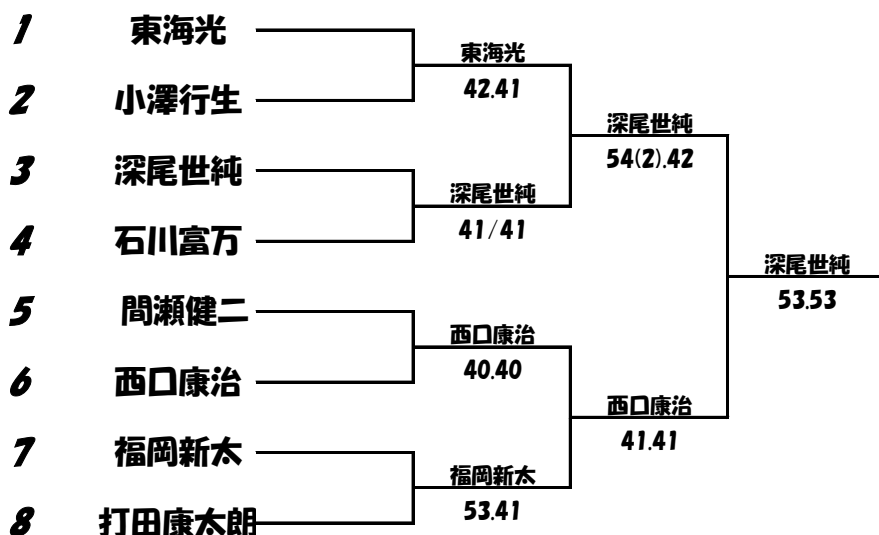 1 東海光
東海光
42.41
2 小澤行生
深尾世純
54(2).42
3 深尾世純
深尾世純
41/41
4 石川富万
深尾世純
53.53
5 間瀬健二
西口康治
40.40
6 西口康治
西口康治
41.41
7 福岡新太
福岡新太
53.41
8 打田康太朗